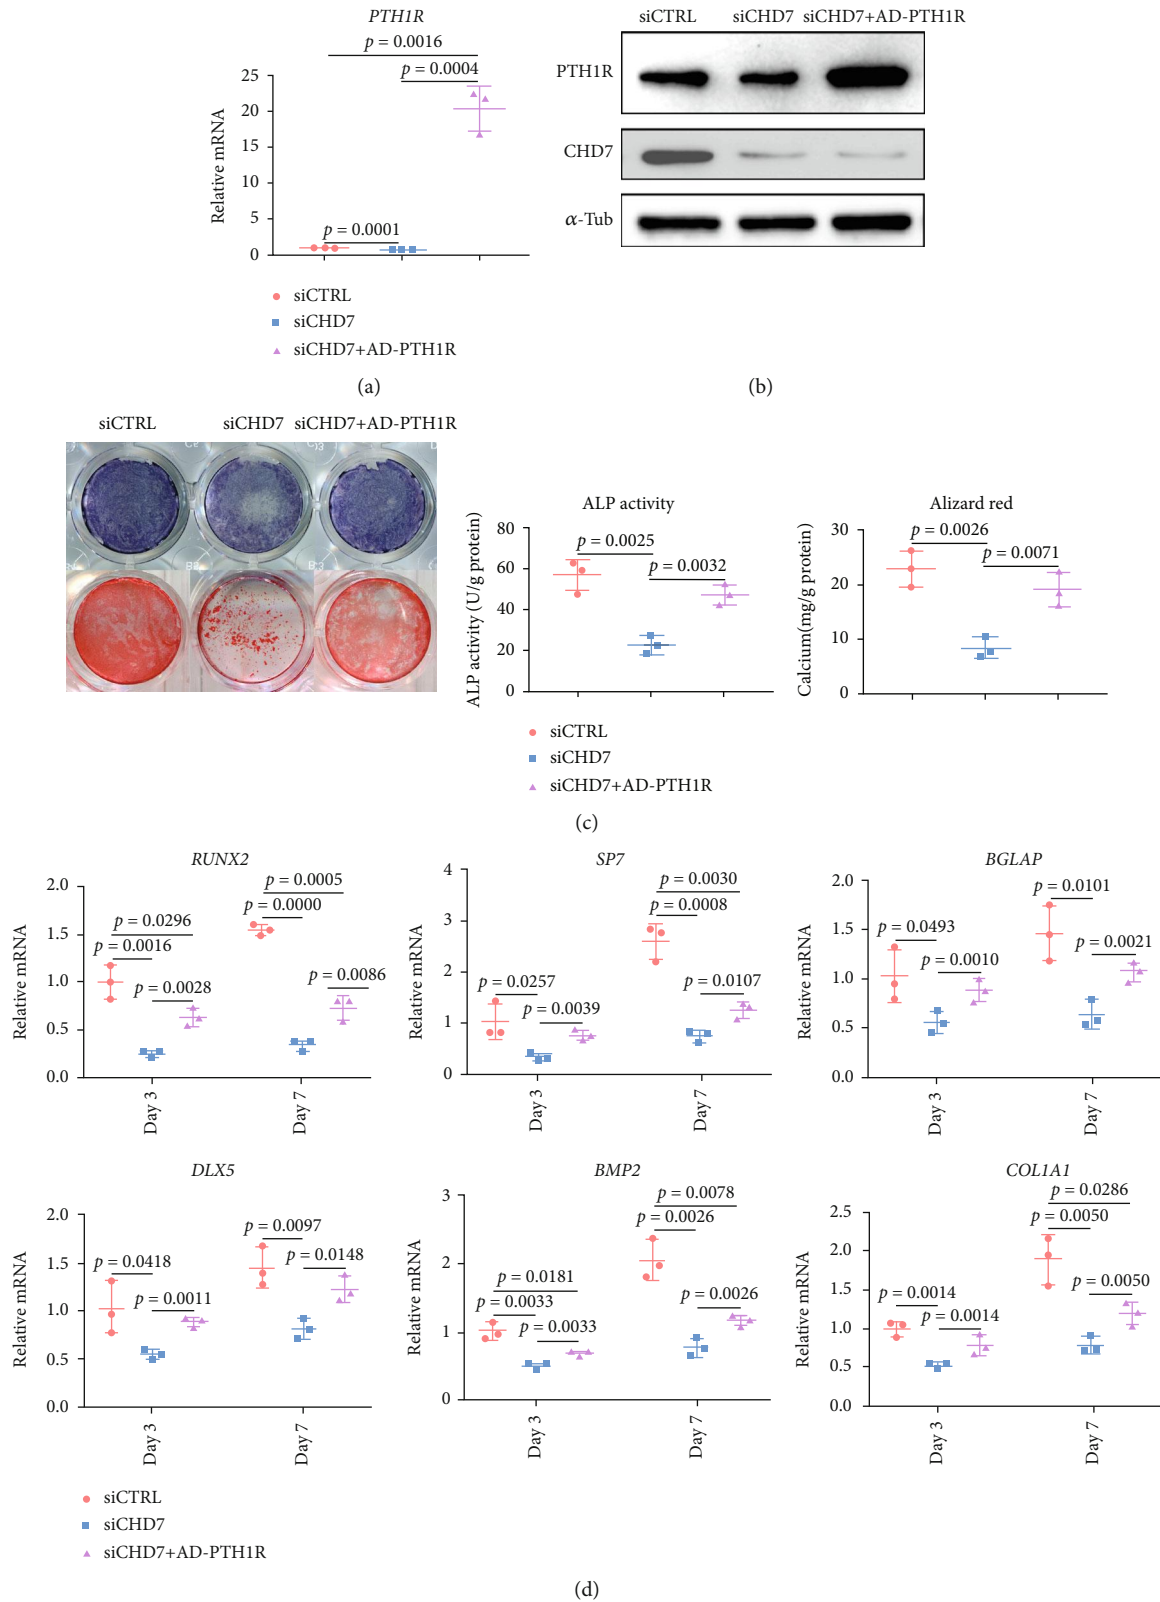 PTH1R
p = 0.0016
p = 0.0004
25
20
15
10
5
0
p = 0.0001
Relative mRNA
siCTRL
siCHD7
siCHD7+AD-PTH1R
(a)
siCTRL siCHD7 siCHD7+AD-PTH1R
PTH1R
CHD7
α-Tub
(b)
siCTRL siCHD7 siCHD7+AD-PTH1R
ALP activity
80
60
40
20
0
p = 0.0025
p = 0.0032
ALP activity (U/g protein)
Alizard red
30
20
10
0
p = 0.0026
p = 0.0071
Calcium(mg/g protein)
siCTRL
siCHD7
siCHD7+AD-PTH1R
(c)
RUNX2
2.0
1.5
1.0
0.5
0.0
p = 0.0005
p = 0.0000
p = 0.0296
p = 0.0016
p = 0.0028
p = 0.0086
Relative mRNA
Day 3
Day 7
SP7
4
3
2
1
0
p = 0.0030
p = 0.0008
p = 0.0257
p = 0.0039
p = 0.0107
Relative mRNA
Day 3
Day 7
BGLAP
2.0
1.5
1.0
0.5
0.0
p = 0.0101
p = 0.0493
p = 0.0010
p = 0.0021
Relative mRNA
Day 3
Day 7
DLX5
2.0
1.5
1.0
0.5
0.0
p = 0.0097
p = 0.0418
p = 0.0148
p = 0.0011
Relative mRNA
Day 3
Day 7
BMP2
3
2
1
0
p = 0.0078
p = 0.0026
p = 0.0181
p = 0.0033
p = 0.0033
p = 0.0026
Relative mRNA
Day 3
Day 7
COL1A1
2.5
2.0
1.5
1.0
0.5
0.0
p = 0.0286
p = 0.0050
p = 0.0014
p = 0.0014
p = 0.0050
Relative mRNA
Day 3
Day 7
siCTRL
siCHD7
siCHD7+AD-PTH1R
(d)